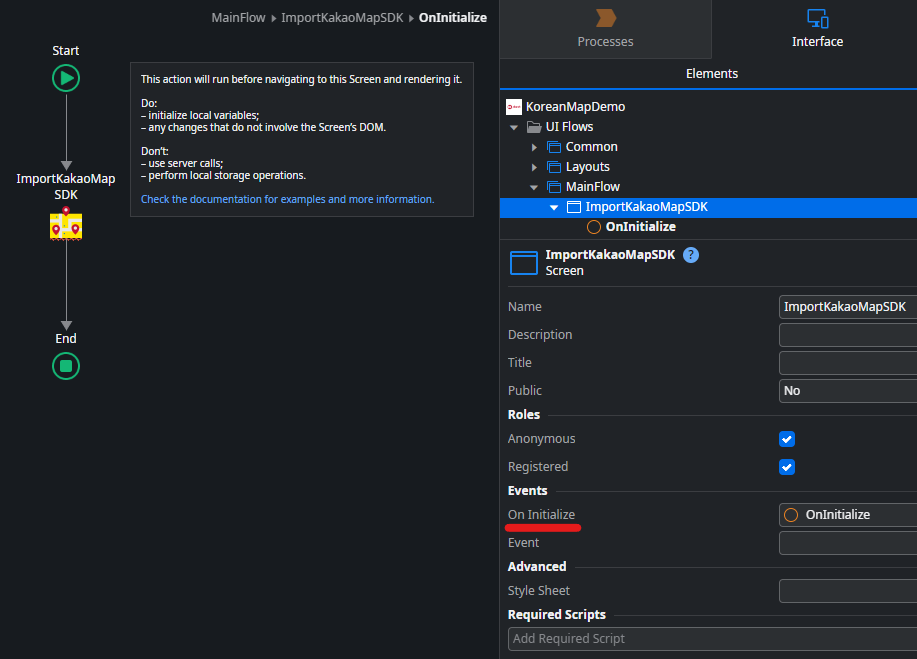 MainFlow ImportKakaoMapSDK OnInitialize
Start
This action will run before navigating to this Screen and rendering it.
Do:
– initialize local variables;
– any changes that do not involve the Screen's DOM.
Don't:
– use server calls;
– perform local storage operations.
Check the documentation for examples and more information.
ImportKakaoMap
SDK
End
Processes
Interface
Elements
KoreanMapDemo
UI Flows
Common
Layouts
MainFlow
ImportKakaoMapSDK
OnInitialize
ImportKakaoMapSDK ?
Screen
Name ImportKakaoMapSDK
Description
Title
Public No
Roles
Anonymous
Registered
Events
On Initialize OnInitialize
Event
Advanced
Style Sheet
Required Scripts
Add Required Script